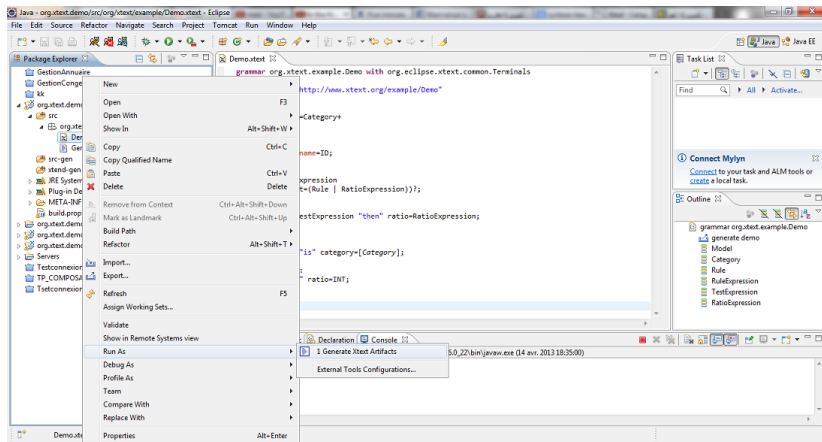 Java - org.xtext.demo/src/org/xtext/example/Demo.xtext - Eclipse
File Edit Source Refactor Navigate Search Project Tomcat Run Window Help
Java
Java EE
Package Explorer
GestionAnnuaire
GestionConge
kk
org.xtext.demo
src
org.xte
Der
Ger
src-gen
xtend-gen
JRE System
Plug-in De
META-INF
build.prop
org.xtext.demo
org.xtext.demo
org.xtext.demo
Servers
Testconnexion
TP_COMPOSA
Tsetconnexion
New
Open F3
Open With
Show In Alt+Shift+W
Copy Ctrl+C
Copy Qualified Name
Paste Ctrl+V
Delete Delete
Remove from Context Ctrl+Alt+Shift+Down
Mark as Landmark Ctrl+Alt+Shift+Up
Build Path
Refactor Alt+Shift+T
Import...
Export...
Refresh F5
Assign Working Sets...
Validate
Show in Remote Systems view
Run As
Debug As
Profile As
Team
Compare With
Replace With
Properties Alt+Enter
1 Generate Xtext Artifacts
External Tools Configurations...
Demo.xtext
grammar org.xtext.example.Demo with org.eclipse.xtext.common.Terminals
http://www.xtext.org/example/Demo"
=Category+
name=ID;
xpression
t=(Rule | RatioExpression))?;
estExpression "then" ratio=RatioExpression;
"is" category=[Category];
:
" ratio=INT;
Declaration Console
5.0_22\bin\javaw.exe (14 avr. 2013 18:35:00)
Task List
Find All Activate...
Connect Mylyn
Connect to your task and ALM tools or
create a local task.
Outline
grammar org.xtext.example.Demo
generate demo
Model
Category
Rule
RuleExpression
TestExpression
RatioExpression
Demo.xte